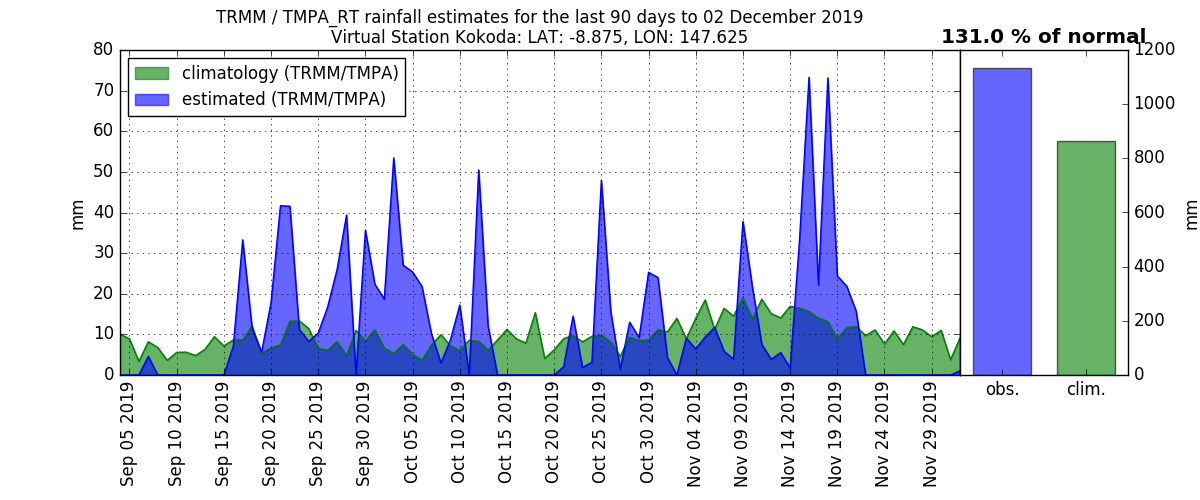 TRMM / TMPA_RT rainfall estimates for the last 90 days to 02 December 2019
Virtual Station Kokoda: LAT: -8.875, LON: 147.625
131.0 % of normal
climatology (TRMM/TMPA)
estimated (TRMM/TMPA)
80
70
60
50
40
30
20
10
0
mm
Sep 05 2019
Sep 10 2019
Sep 15 2019
Sep 20 2019
Sep 25 2019
Sep 30 2019
Oct 05 2019
Oct 10 2019
Oct 15 2019
Oct 20 2019
Oct 25 2019
Oct 30 2019
Nov 04 2019
Nov 09 2019
Nov 14 2019
Nov 19 2019
Nov 24 2019
Nov 29 2019
1200
1000
800
600
400
200
0
mm
obs.
clim.